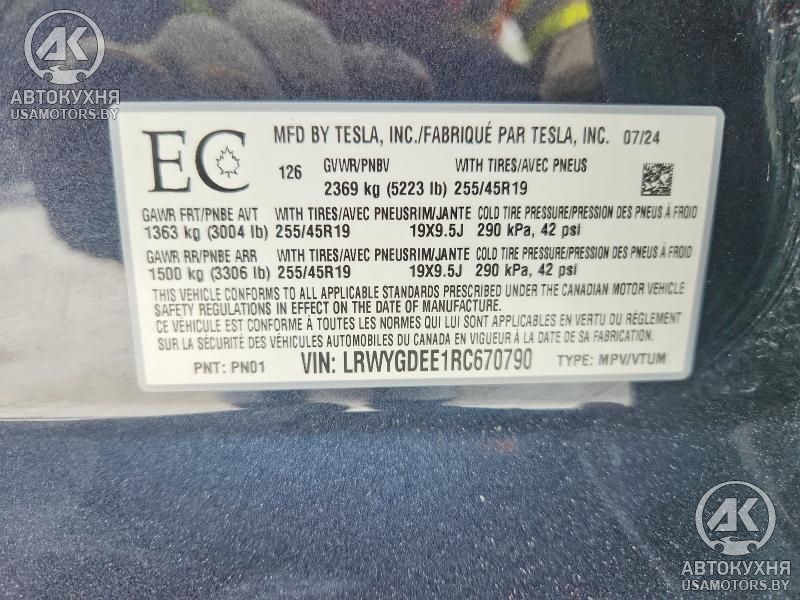 AK
АВТОКУХНЯ
USAMOTORS.BY
EC
MFD BY TESLA, INC./FABRIQUÉ PAR TESLA, INC. 07/24
126 GVWR/PNBV WITH TIRES/AVEC PNEUS
2369 kg (5223 lb) 255/45R19
GAWR FRT/PNBE AVT WITH TIRES/AVEC PNEUS RIM/JANTE COLD TIRE PRESSURE/PRESSION DES PNEUS À FROID
1363 kg (3004 lb) 255/45R19 19X9.5J 290 kPa, 42 psi
GAWR RR/PNBE ARR WITH TIRES/AVEC PNEUS RIM/JANTE COLD TIRE PRESSURE/PRESSION DES PNEUS À FROID
1500 kg (3306 lb) 255/45R19 19X9.5J 290 kPa, 42 psi
THIS VEHICLE CONFORMS TO ALL APPLICABLE STANDARDS PRESCRIBED UNDER THE CANADIAN MOTOR VEHICLE
SAFETY REGULATIONS IN EFFECT ON THE DATE OF MANUFACTURE.
CE VÉHICULE EST CONFORME À TOUTES LES NORMES QUI LUI SONT APPLICABLES EN VERTU DU RÈGLEMENT
SUR LA SÉCURITÉ DES VÉHICULES AUTOMOBILES DU CANADA EN VIGUEUR À LA DATE DE SA FABRICATION.
PNT: PN01 VIN: LRWYGDEE1RC670790 TYPE: MPV/VTUM
AK
АВТОКУХНЯ
USAMOTORS.BY